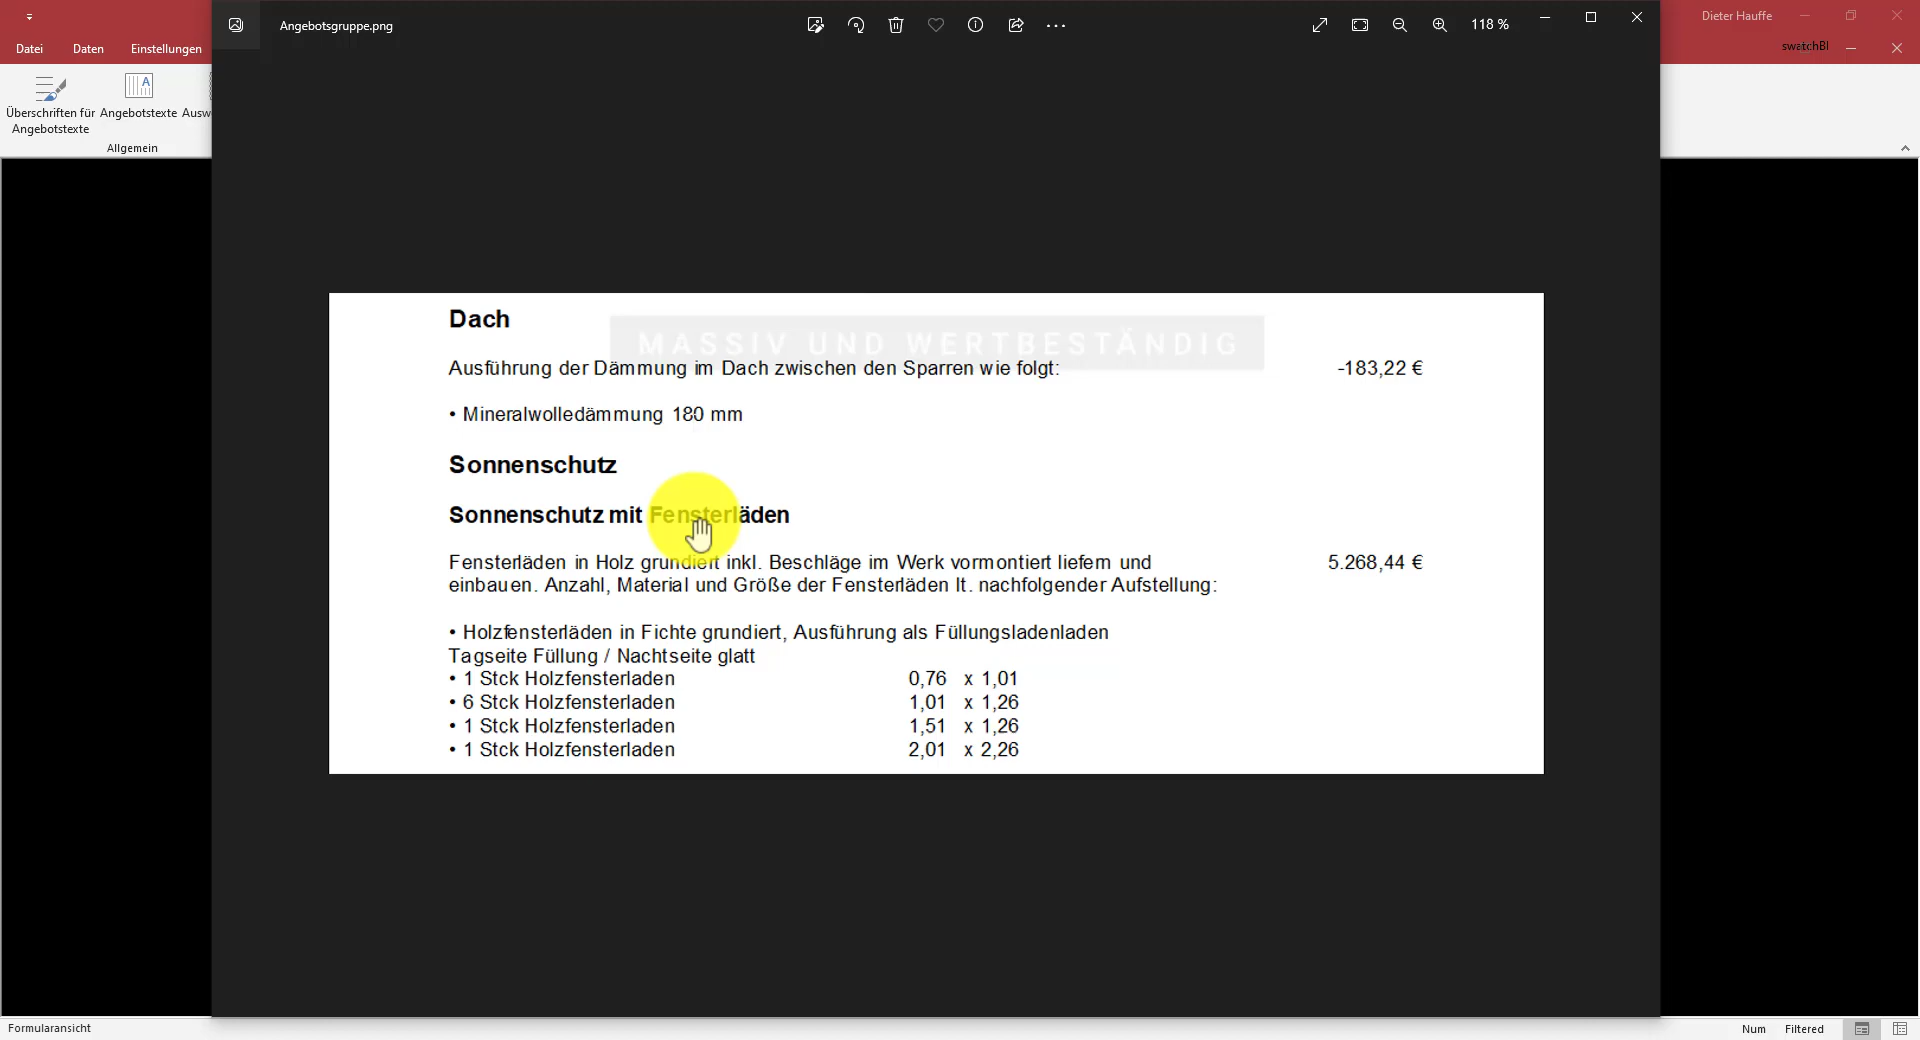 Angebotsgruppe.png
118 %
Dieter Hauffe
Datei
Daten
Einstellungen
Überschriften für Angebotstexte
Angebotstexte
Ausw
Allgemein
Dach
MASSIV UND WERTBESTÄNDIG
Ausführung der Dämmung im Dach zwischen den Sparren wie folgt: -183,22 €
• Mineralwolledämmung 180 mm
Sonnenschutz
Sonnenschutz mit Fensterläden
Fensterläden in Holz grundiert inkl. Beschläge im Werk vormontiert liefern und 5.268,44 €
einbauen. Anzahl, Material und Größe der Fensterläden lt. nachfolgender Aufstellung:
• Holzfensterläden in Fichte grundiert, Ausführung als Füllungsladenladen
Tagseite Füllung / Nachtseite glatt
• 1 Stck Holzfensterladen 0,76 x 1,01
• 6 Stck Holzfensterladen 1,01 x 1,26
• 1 Stck Holzfensterladen 1,51 x 1,26
• 1 Stck Holzfensterladen 2,01 x 2,26
Formularansicht
Num
Filtered